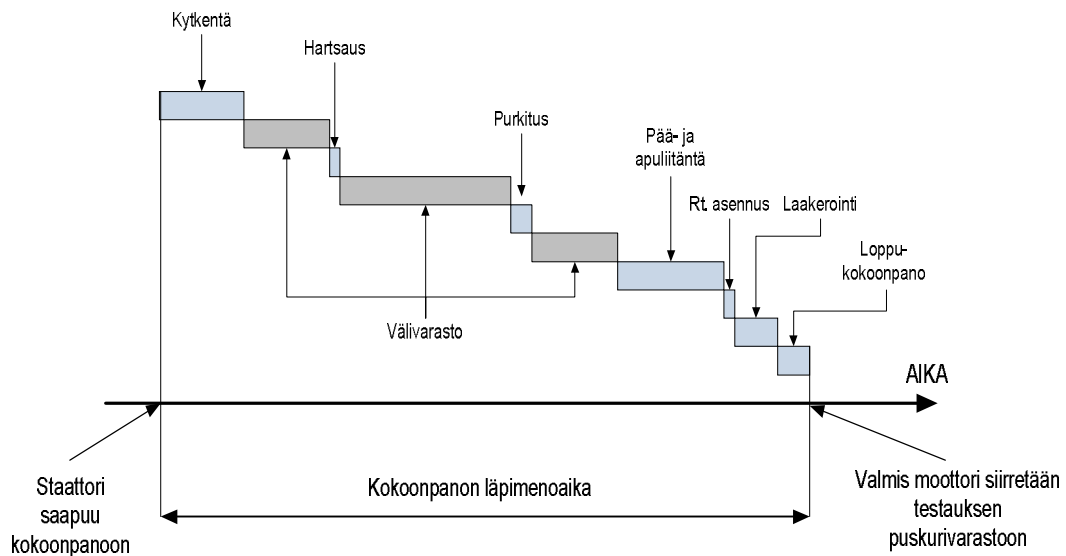 Kytkentä
Hartsaus
Purkitus
Pää- ja
apuliitäntä
Rt. asennus
Laakerointi
Loppu-
kokoonpano
Välivarasto
AIKA
Staattori
saapuu
kokoonpanoon
Kokoonpanon läpimenoaika
Valmis moottori siirretään
testauksen
puskurivarastoon